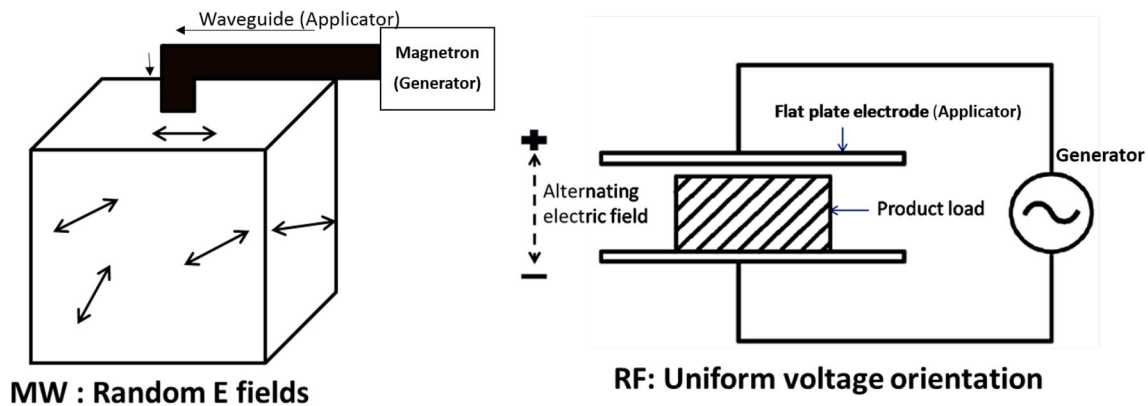 Waveguide (Applicator)
Magnetron
(Generator)
MW : Random E fields
+
Alternating
electric field
−
Flat plate electrode (Applicator)
Product load
Generator
RF: Uniform voltage orientation